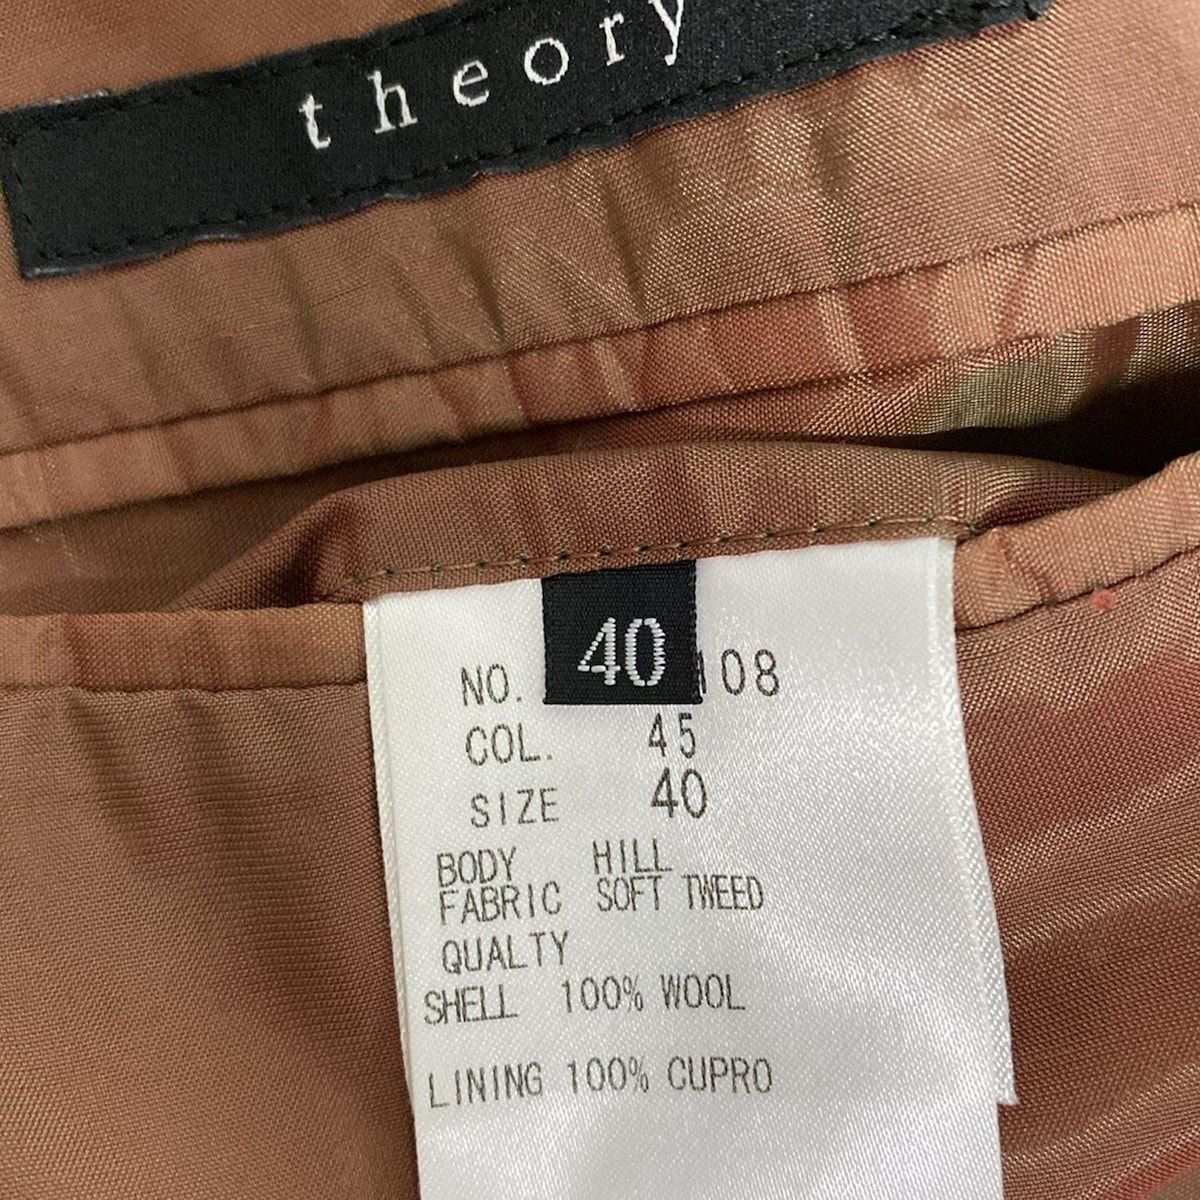 theory
40
NO. 108
COL. 45
SIZE 40
BODY HILL
FABRIC SOFT TWEED
QUALTY
SHELL 100% WOOL
LINING 100% CUPRO